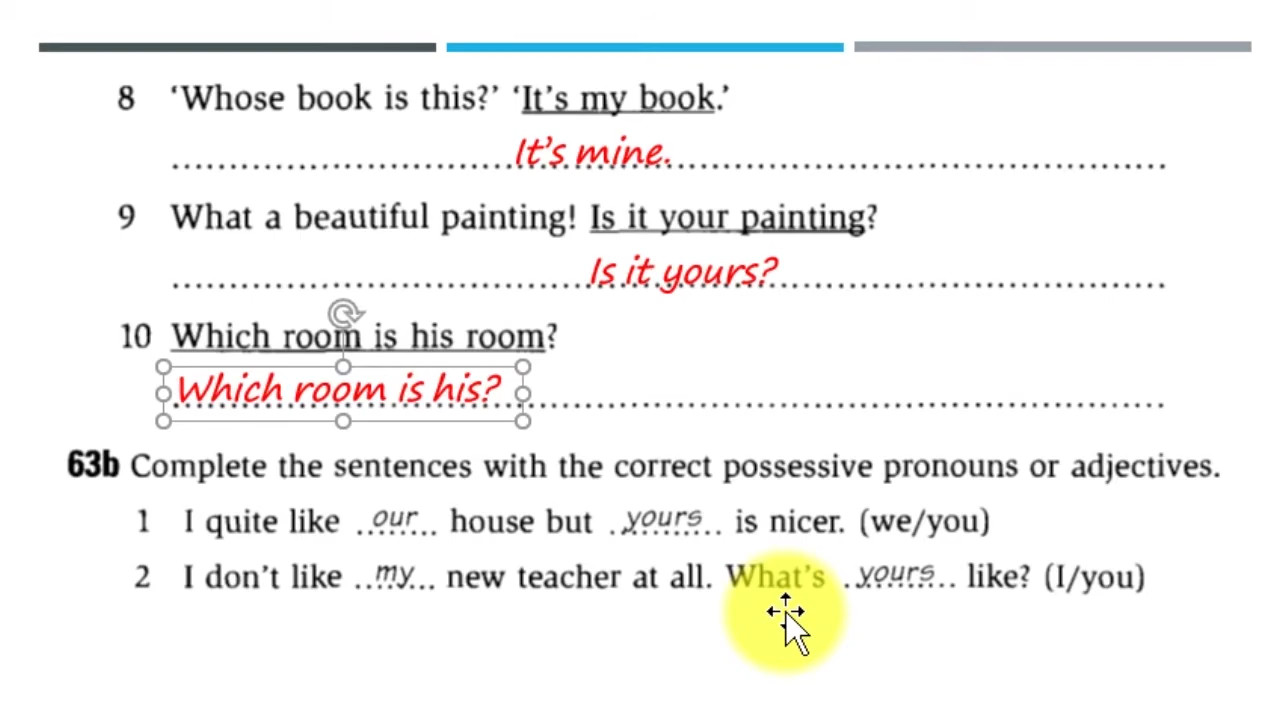 8 ‘Whose book is this?’ ‘It’s my book.’
It’s mine.
9 What a beautiful painting! Is it your painting?
Is it yours?
10 Which room is his room?
Which room is his?
63b Complete the sentences with the correct possessive pronouns or adjectives.
1 I quite like ..our.. house but ..yours.. is nicer. (we/you)
2 I don’t like ..my.. new teacher at all. What’s ..yours.. like? (I/you)